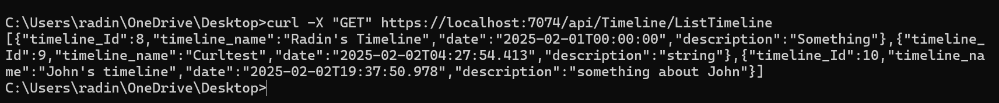 C:\Users\radin\OneDrive\Desktop>curl -X "GET" https://localhost:7074/api/Timeline/ListTimeline
[{"timeline_Id":8,"timeline_name":"Radin's Timeline","date":"2025-02-01T00:00:00","description":"Something"},{"timeline_
Id":9,"timeline_name":"Curltest","date":"2025-02-02T04:27:54.413","description":"string"},{"timeline_Id":10,"timeline_na
me":"John's timeline","date":"2025-02-02T19:37:50.978","description":"something about John"}]
C:\Users\radin\OneDrive\Desktop>